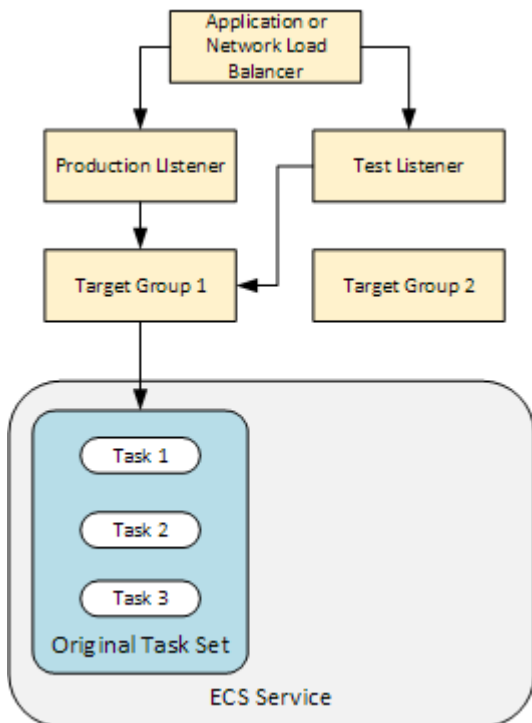 Application or
Network Load
Balancer
Production LIstener
Test Listener
Target Group 1
Target Group 2
Task 1
Task 2
Task 3
Original Task Set
ECS Service